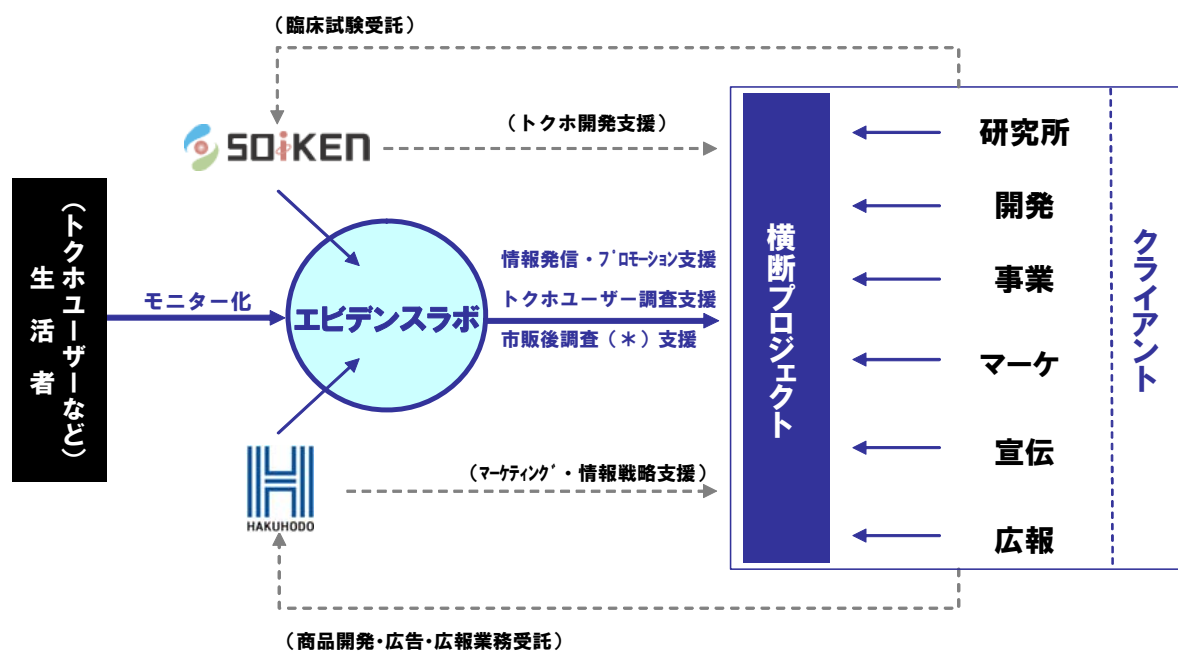 （臨床試験受託）
SOiKEN
（トクホ開発支援）
生活者
（トクホユーザーなど）
モニター化
エビデンスラボ
情報発信・プロモーション支援
トクホユーザー調査支援
市販後調査（＊）支援
HAKUHODO
（マーケティング・情報戦略支援）
（商品開発・広告・広報業務受託）
横断プロジェクト
研究所
開発
事業
マーケ
宣伝
広報
クライアント